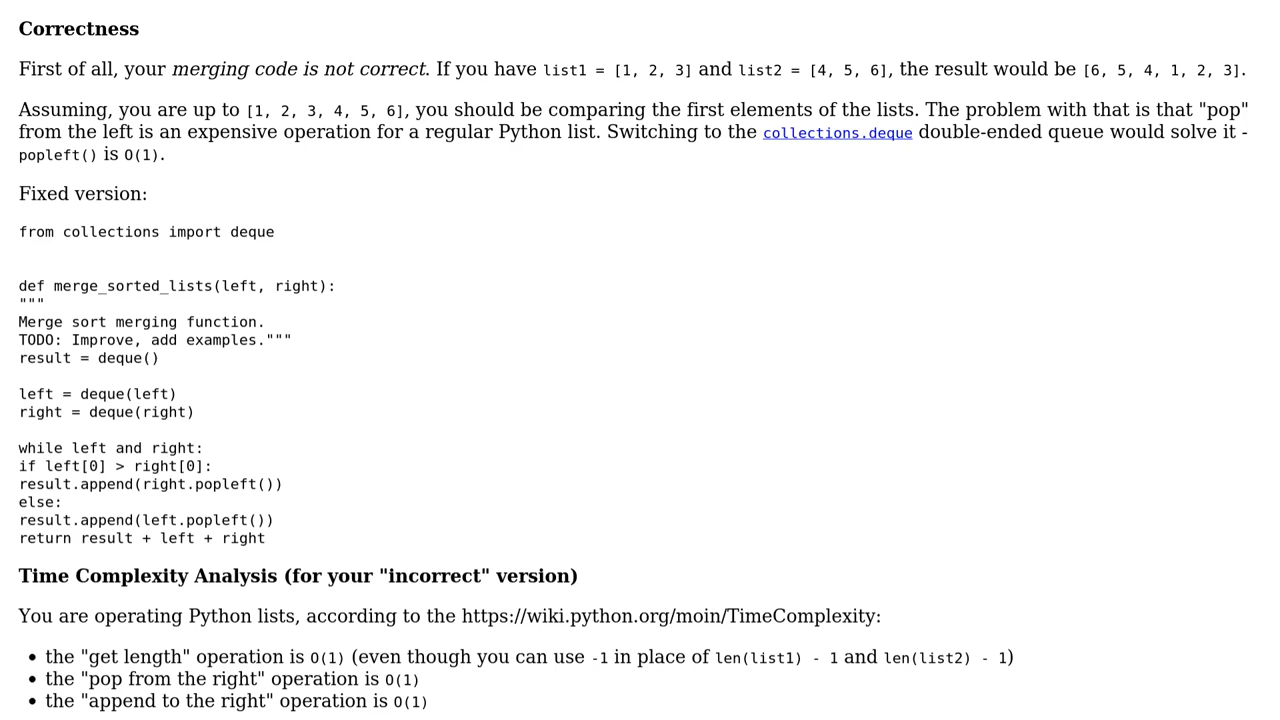 Correctness
First of all, your merging code is not correct. If you have list1 = [1, 2, 3] and list2 = [4, 5, 6], the result would be [6, 5, 4, 1, 2, 3].
Assuming, you are up to [1, 2, 3, 4, 5, 6], you should be comparing the first elements of the lists. The problem with that is that "pop"
from the left is an expensive operation for a regular Python list. Switching to the collections.deque double-ended queue would solve it -
popleft() is O(1).
Fixed version:
from collections import deque
def merge_sorted_lists(left, right):
"""
Merge sort merging function.
TODO: Improve, add examples."""
result = deque()
left = deque(left)
right = deque(right)
while left and right:
if left[0] > right[0]:
result.append(right.popleft())
else:
result.append(left.popleft())
return result + left + right
Time Complexity Analysis (for your "incorrect" version)
You are operating Python lists, according to the https://wiki.python.org/moin/TimeComplexity:
• the "get length" operation is O(1) (even though you can use -1 in place of len(list1) - 1 and len(list2) - 1)
• the "pop from the right" operation is O(1)
• the "append to the right" operation is O(1)